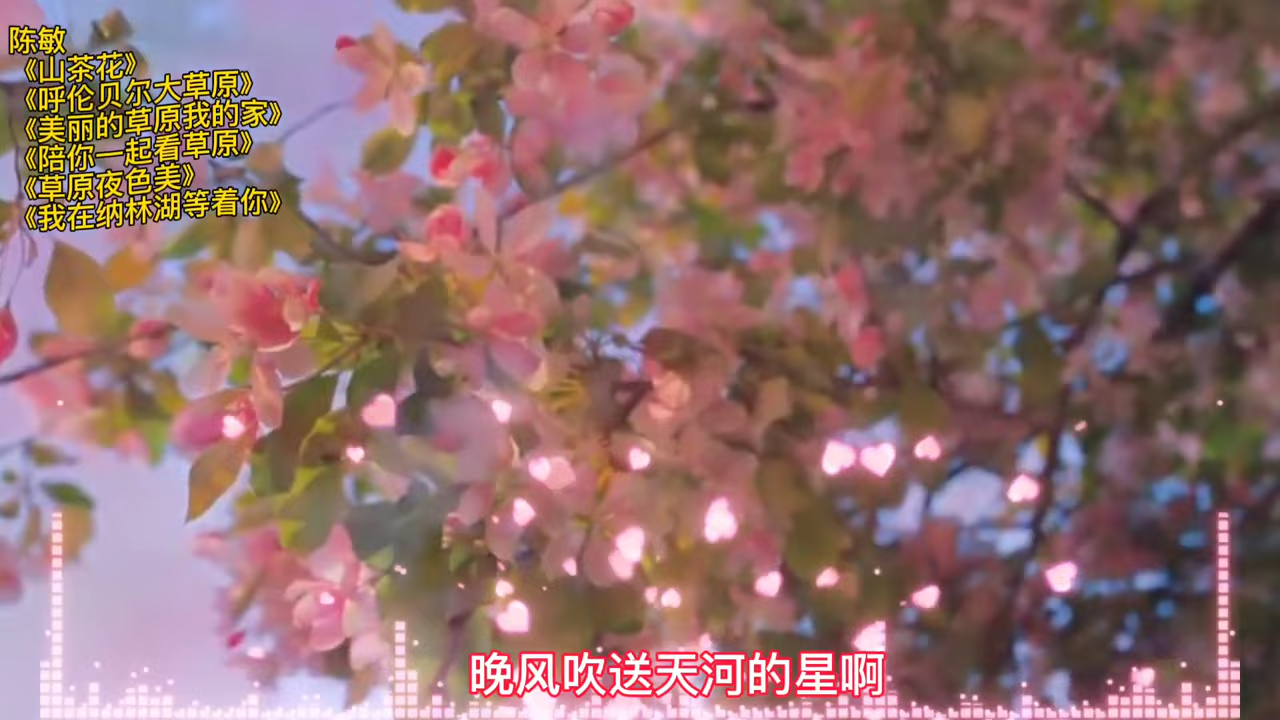 陈敏
《山茶花》
《呼伦贝尔大草原》
《美丽的草原我的家》
《陪你一起看草原》
《草原夜色美》
《我在纳林湖等着你》
晚风吹送天河的星啊